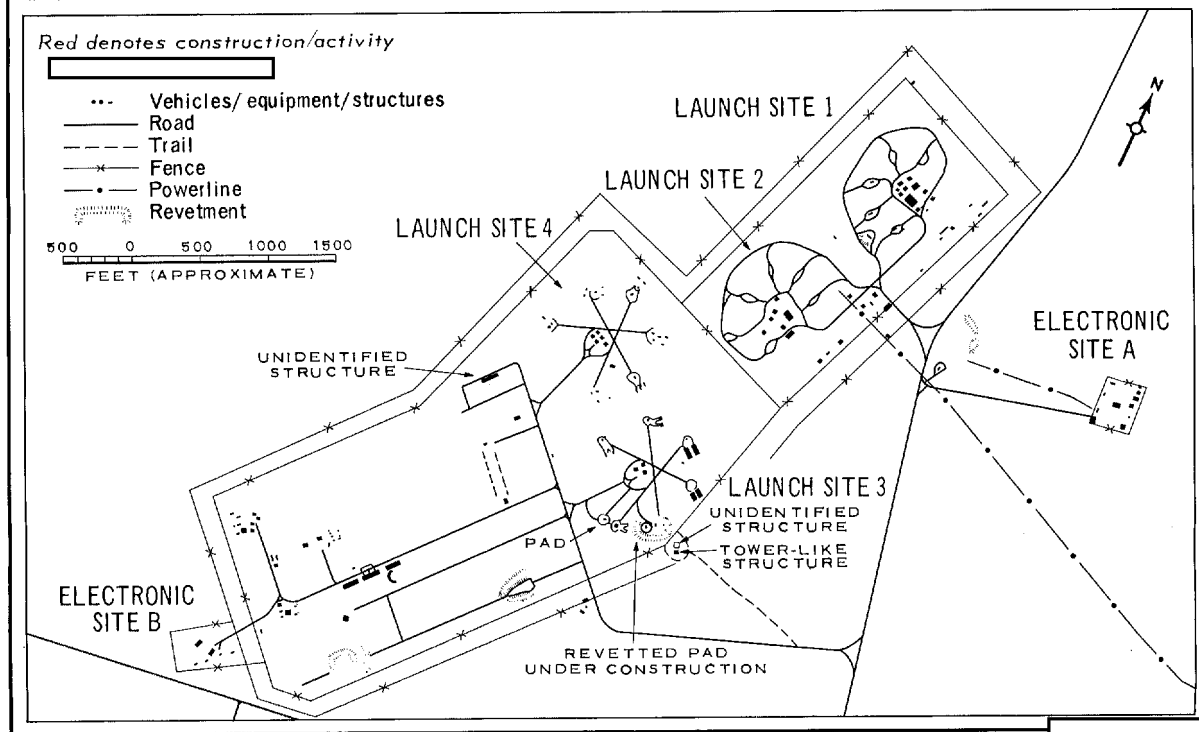 Red denotes construction/activity
Vehicles/equipment/structures
Road
Trail
Fence
Powerline
Revetment
500 0 500 1000 1500
FEET (APPROXIMATE)
LAUNCH SITE 1
N
LAUNCH SITE 2
LAUNCH SITE 4
UNIDENTIFIED
STRUCTURE
ELECTRONIC
SITE A
LAUNCH SITE 3
UNIDENTIFIED
STRUCTURE
TOWER-LIKE
STRUCTURE
PAD
ELECTRONIC
SITE B
REVETTED PAD
UNDER CONSTRUCTION